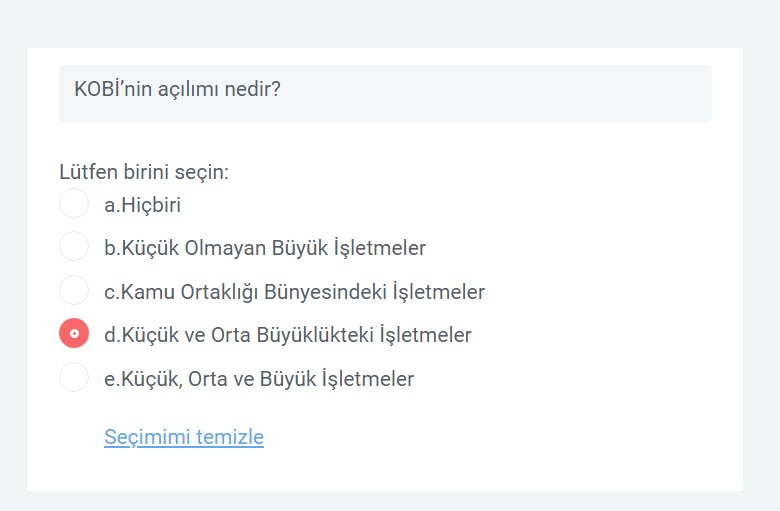 KOBİ’nin açılımı nedir?
Lütfen birini seçin:
a.Hiçbiri
b.Küçük Olmayan Büyük İşletmeler
c.Kamu Ortaklığı Bünyesindeki İşletmeler
d.Küçük ve Orta Büyüklükteki İşletmeler
e.Küçük, Orta ve Büyük İşletmeler
Seçimimi temizle